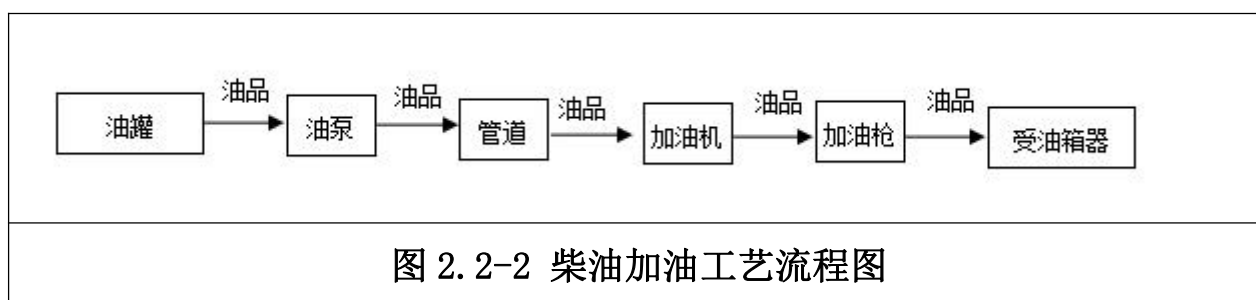 油品 油品 油品 油品 油品
油罐 油泵 管道 加油机 加油枪 受油箱器
图 2.2-2 柴油加油工艺流程图